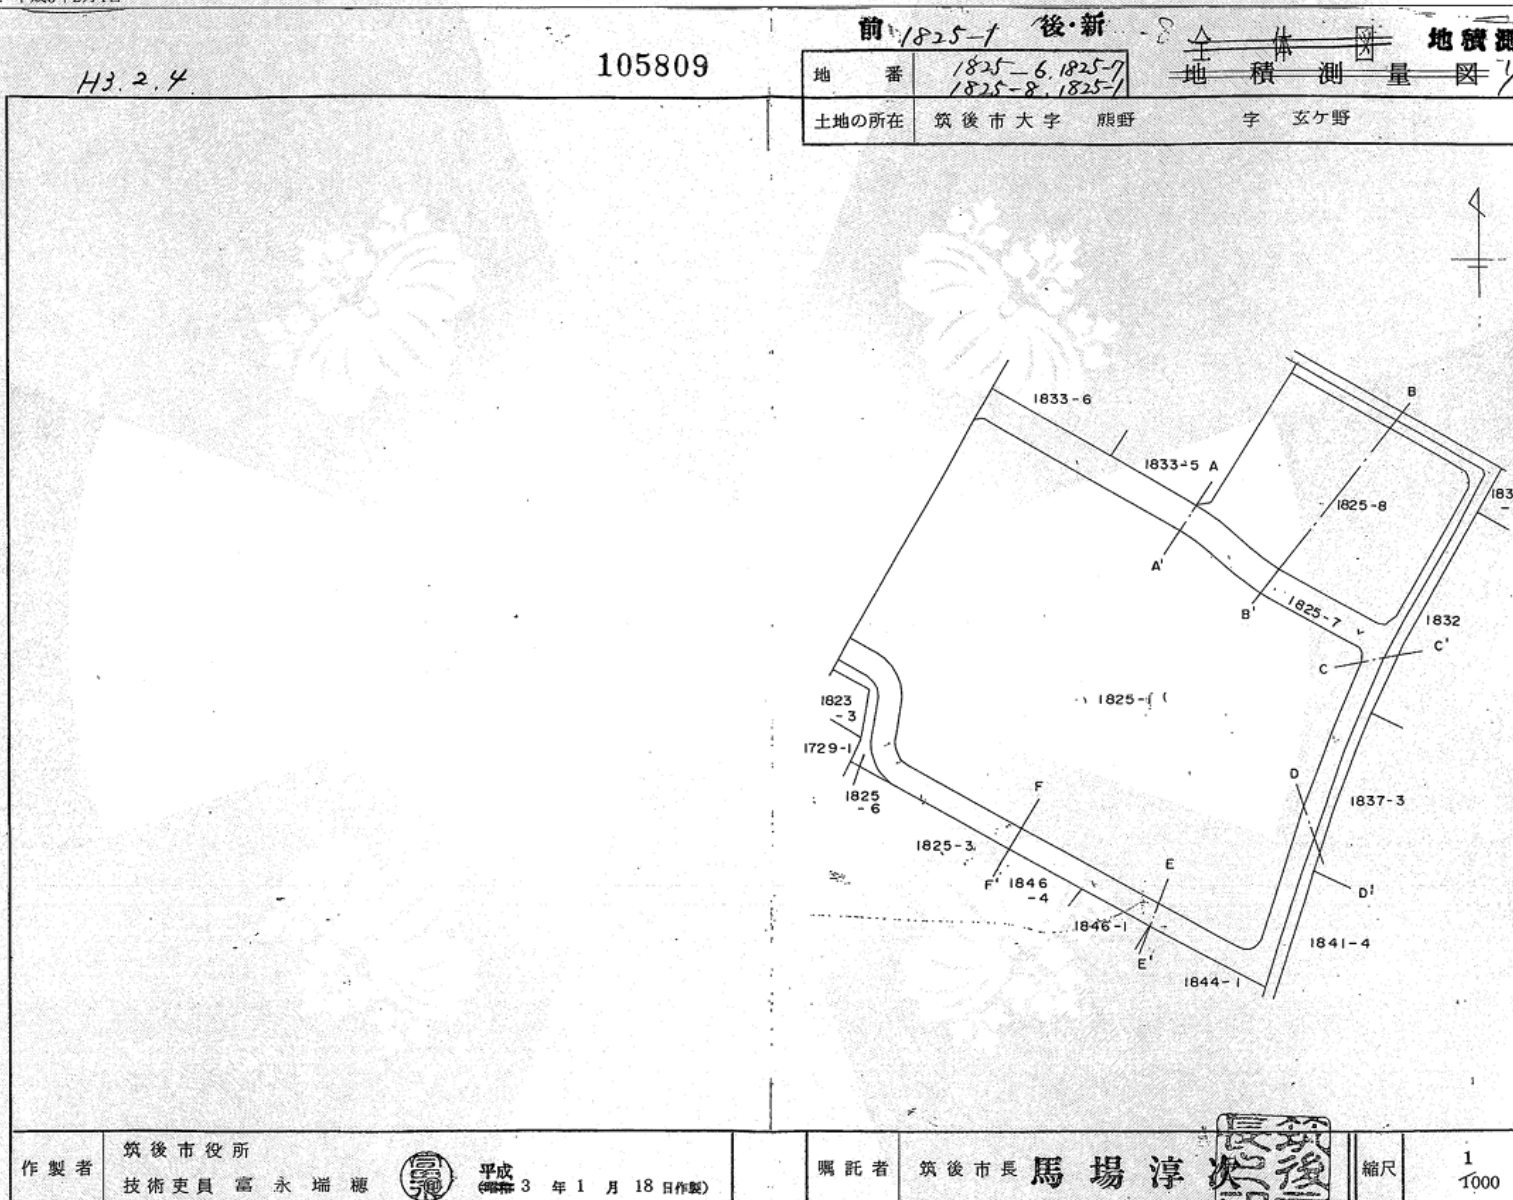 H3.2.4
105809
前 1825-1 後・新
全体図 地積測
地番 1825-6, 1825-7
1825-8, 1825-1
地積測量図
土地の所在 筑後市大字 熊野 字 玄ケ野
1833-6
B
1833-5 A
1825-8
A'
B'
1825-7
1832
C'
C
1825-1
1823
-3
1729-1
1825
-6
F
D
1837-3
1825-3
E
F'
1846
-4
D'
1846-1
E'
1841-4
1844-1
作製者 筑後市役所
技術吏員 富永瑞穂
平成
昭和 3 年 1 月 18 日作製)
嘱託者 筑後市長 馬場淳次
縮尺 1/1000